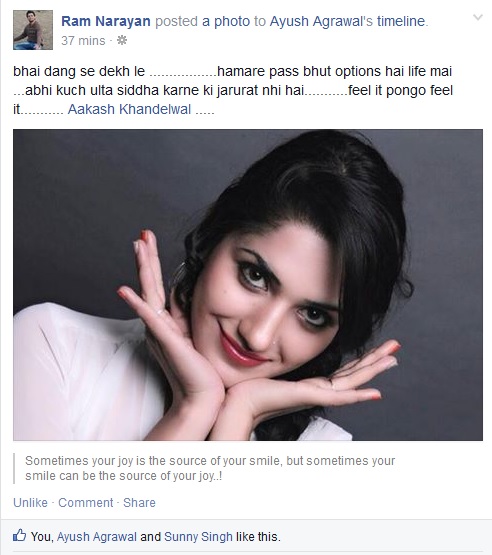 Ram Narayan posted a photo to Ayush Agrawal's timeline.
37 mins ·
bhai dang se dekh le .................hamare pass bhut options hai life mai
...abhi kuch ulta siddha karne ki jarurat nhi hai...........feel it pongo feel
it........... Aakash Khandelwal .....
Sometimes your joy is the source of your smile, but sometimes your
smile can be the source of your joy..!
Unlike · Comment · Share
You, Ayush Agrawal and Sunny Singh like this.